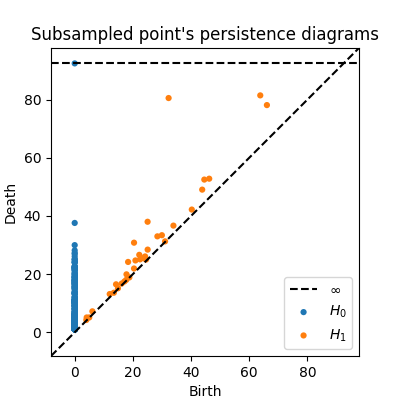 Subsampled point's persistence diagrams
Death
80
60
40
20
0
∞
H₀
H₁
0 20 40 60 80
Birth